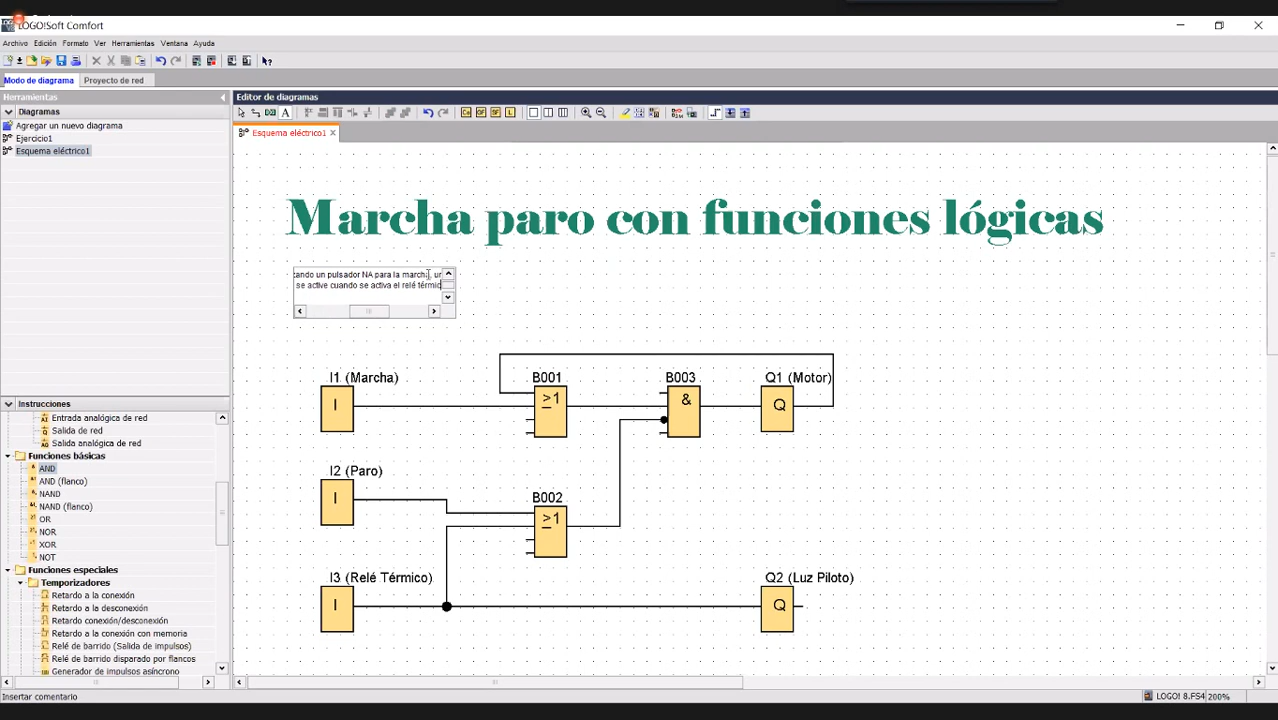 LOGO!Soft Comfort
Archivo Edición Formato Ver Herramientas Ventana Ayuda
Modo de diagrama Proyecto de red
Herramientas
Diagramas
Agregar un nuevo diagrama
Ejercicio1
Esquema eléctrico1
Instrucciones
Entrada analógica de red
Salida de red
Salida analógica de red
Funciones básicas
AND
AND (flanco)
NAND
NAND (flanco)
OR
NOR
XOR
NOT
Funciones especiales
Temporizadores
Retardo a la conexión
Retardo a la desconexión
Retardo conexión/desconexión
Retardo a la conexión con memoria
Relé de barrido (Salida de impulsos)
Relé de barrido disparado por flancos
Generador de impulsos asíncrono
Editor de diagramas
Esquema eléctrico1
Marcha paro con funciones lógicas
zando un pulsador NA para la marcha, ur
se active cuando se activa el relé térmic
I1 (Marcha) B001 B003 Q1 (Motor)
I >1 & Q
I2 (Paro) B002
I >1
I3 (Relé Térmico) Q2 (Luz Piloto)
I Q
Insertar comentario
LOGO! 8.FS4 200%